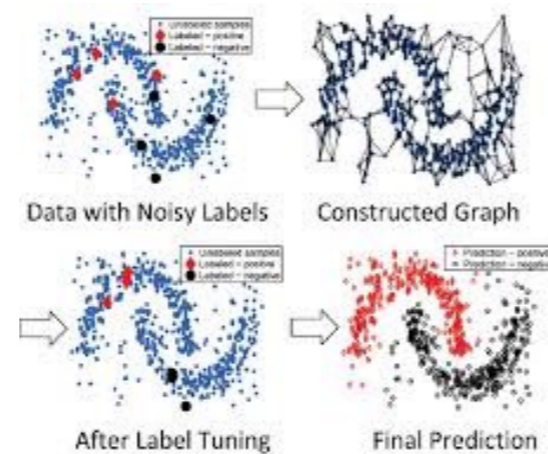 Unlabeled samples
Labeled - positive
Labeled - negative
Data with Noisy Labels
Constructed Graph
Unlabeled samples
Labeled - positive
Labeled - negative
Prediction - positive
Prediction - negative
After Label Tuning
Final Prediction